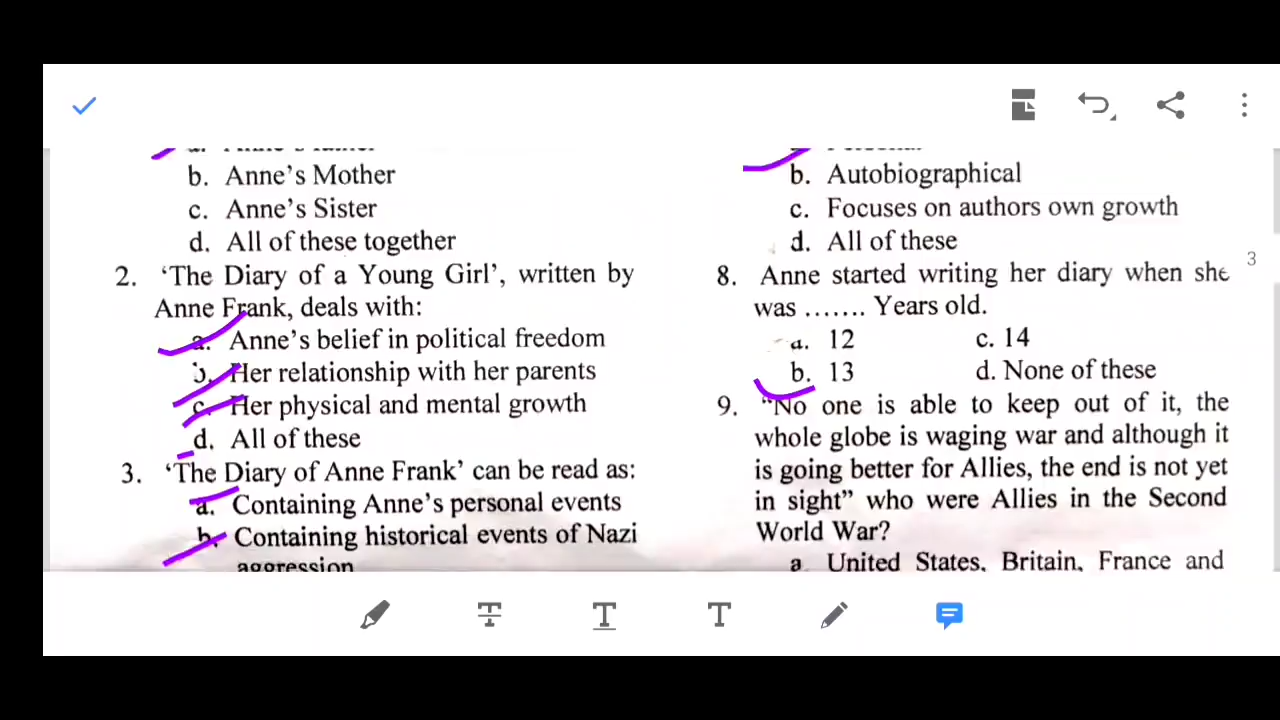 b. Anne's Mother
c. Anne's Sister
d. All of these together
2. 'The Diary of a Young Girl', written by
Anne Frank, deals with:
a. Anne's belief in political freedom
b. Her relationship with her parents
c. Her physical and mental growth
d. All of these
3. 'The Diary of Anne Frank' can be read as:
a. Containing Anne's personal events
b. Containing historical events of Nazi
aggression
b. Autobiographical
c. Focuses on authors own growth
d. All of these
8. Anne started writing her diary when she
was ....... Years old.
a. 12 c. 14
b. 13 d. None of these
9. "No one is able to keep out of it, the
whole globe is waging war and although it
is going better for Allies, the end is not yet
in sight" who were Allies in the Second
World War?
a. United States, Britain, France and
3
T
T
T